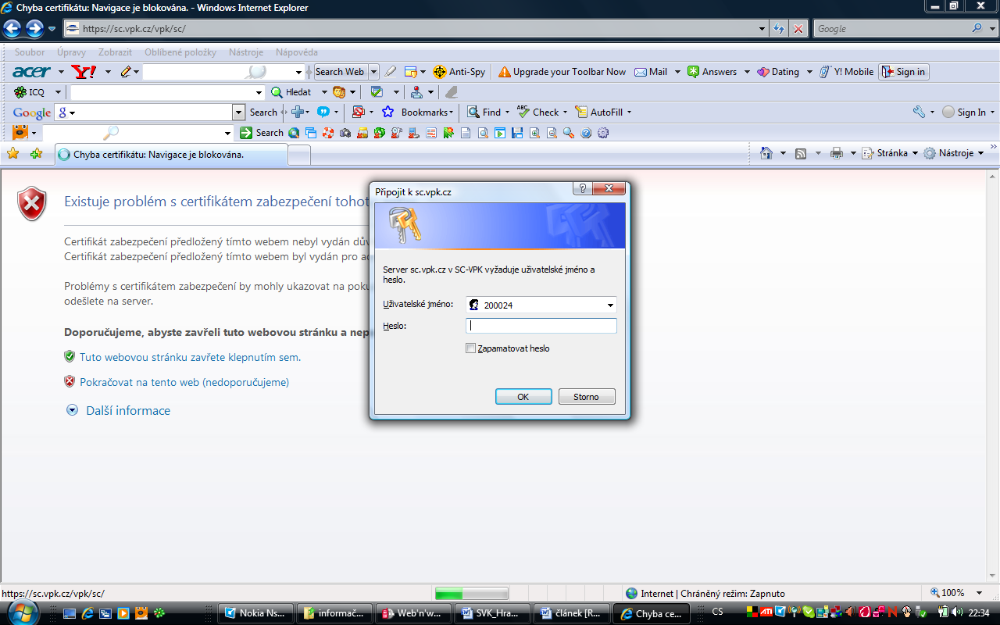 Chyba certifikátu: Navigace je blokována. - Windows Internet Explorer
https://sc.vpk.cz/vpk/sc/
Google
Soubor Úpravy Zobrazit Oblíbené položky Nástroje Nápověda
acer Y! Search Web Anti-Spy Upgrade your Toolbar Now Mail Answers Dating Y! Mobile Sign in
ICQ Hledat
Google g Search Bookmarks Find ABC Check AutoFill Sign In
Search
Chyba certifikátu: Navigace je blokována.
Stránka Nástroje
Existuje problém s certifikátem zabezpečení tohot
Certifikát zabezpečení předložený tímto webem nebyl vydán dův
Certifikát zabezpečení předložený tímto webem byl vydán pro ad
Problémy s certifikátem zabezpečení by mohly ukazovat na poku
odešlete na server.
Doporučujeme, abyste zavřeli tuto webovou stránku a nep
Tuto webovou stránku zavřete klepnutím sem.
Pokračovat na tento web (nedoporučujeme)
Další informace
Připojit k sc.vpk.cz
Server sc.vpk.cz v SC-VPK vyžaduje uživatelské jméno a
heslo.
Uživatelské jméno: 200024
Heslo:
Zapamatovat heslo
OK Storno
https://sc.vpk.cz/vpk/sc/
Internet | Chráněný režim: Zapnuto
100%
Nokia Ns... informač... Web'n'w... SVK_Hra... článek [R... Chyba ce... CS 22:34